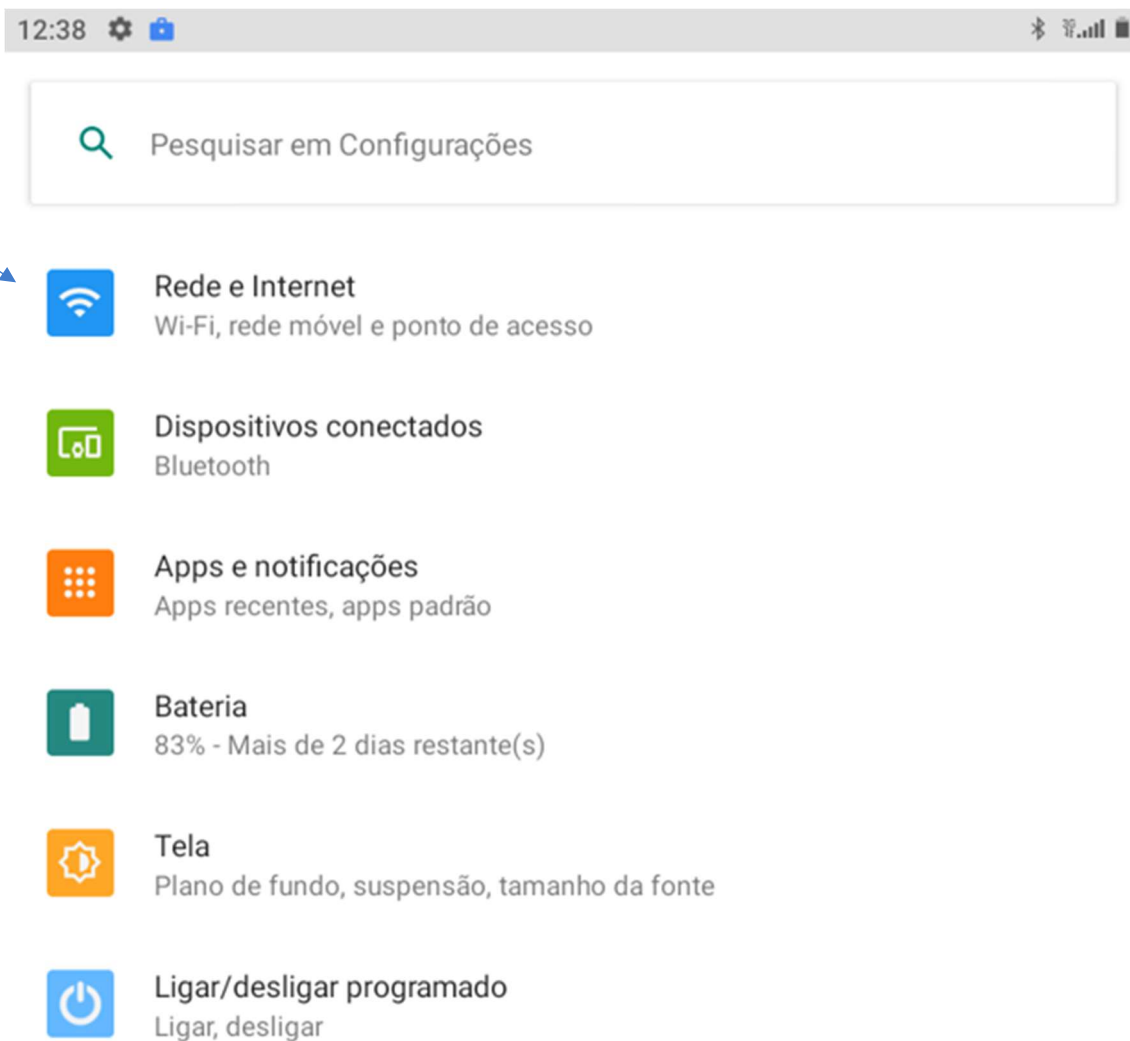 12:38
Pesquisar em Configurações
Rede e Internet
Wi-Fi, rede móvel e ponto de acesso
Dispositivos conectados
Bluetooth
Apps e notificações
Apps recentes, apps padrão
Bateria
83% - Mais de 2 dias restante(s)
Tela
Plano de fundo, suspensão, tamanho da fonte
Ligar/desligar programado
Ligar, desligar